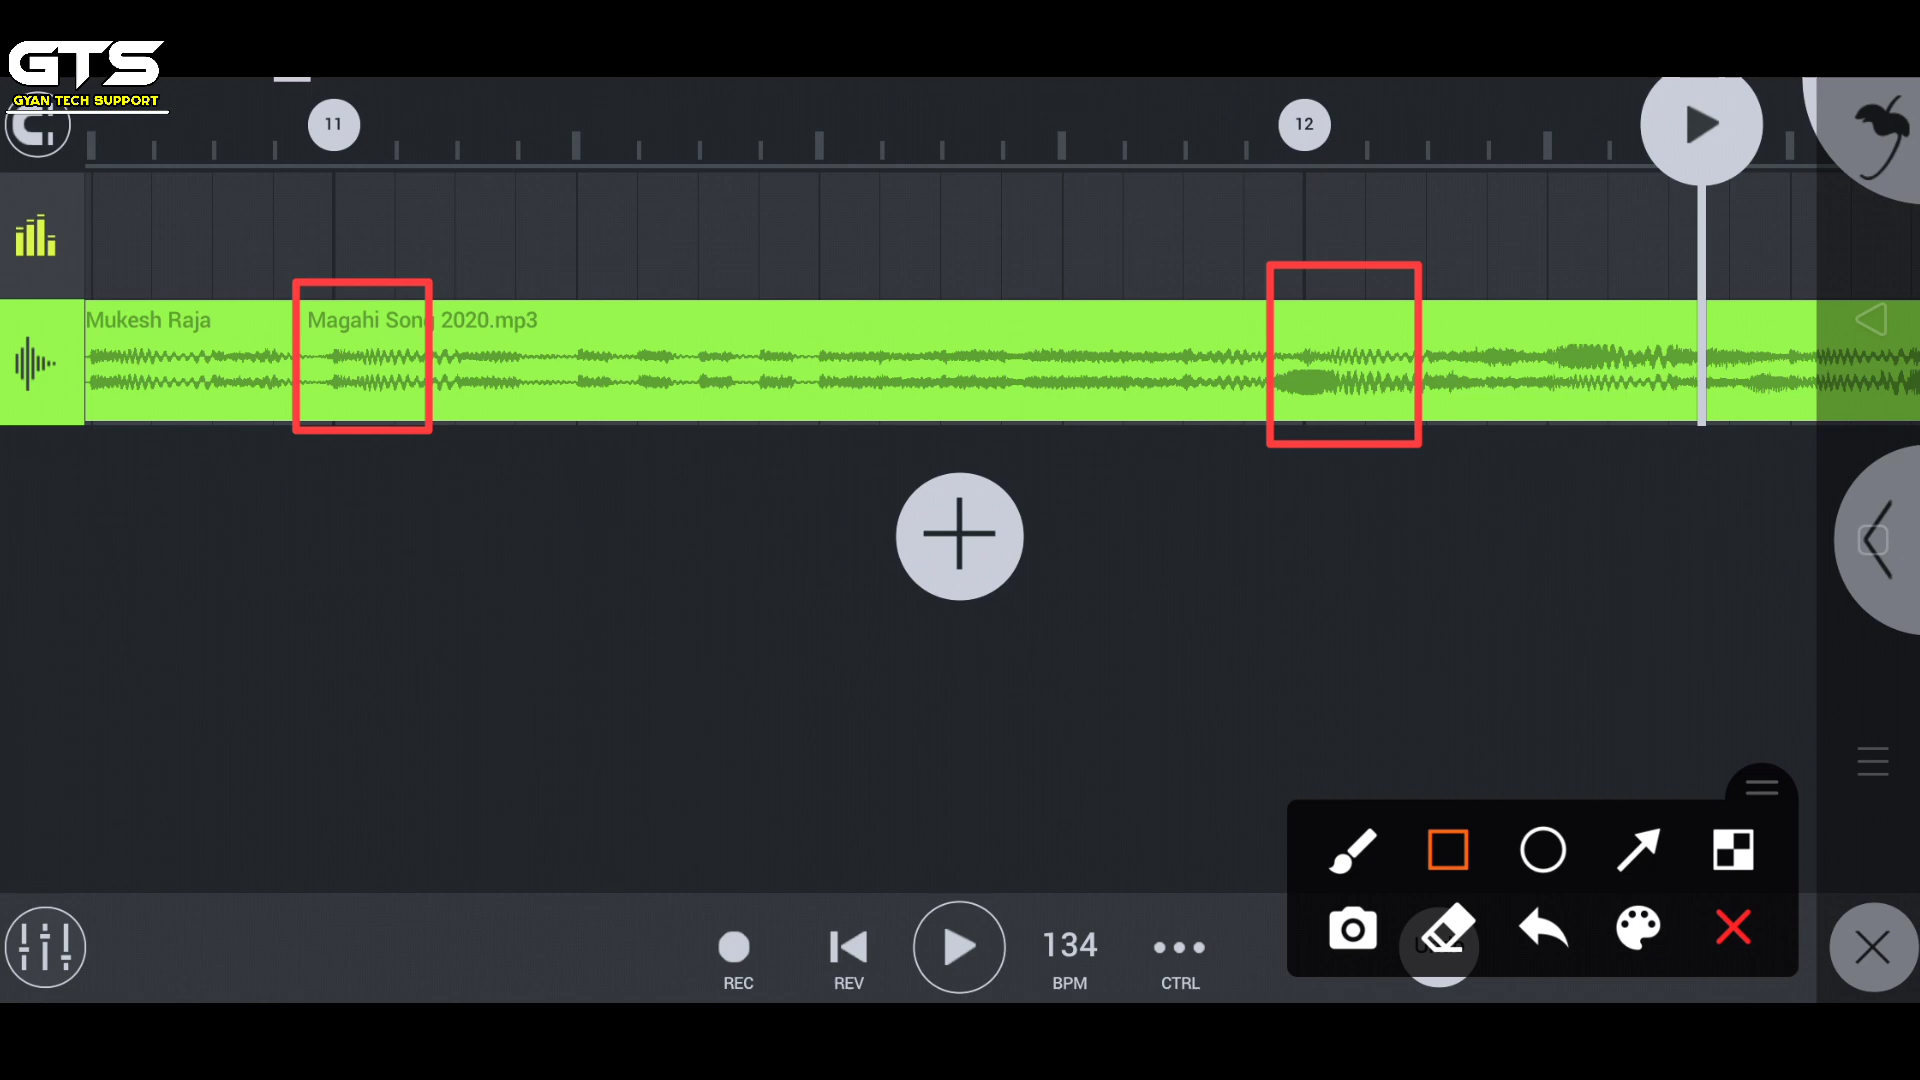 GTS
GYAN TECH SUPPORT
11
12
Mukesh Raja Magahi Song 2020.mp3
134
REC
REV
BPM
CTRL